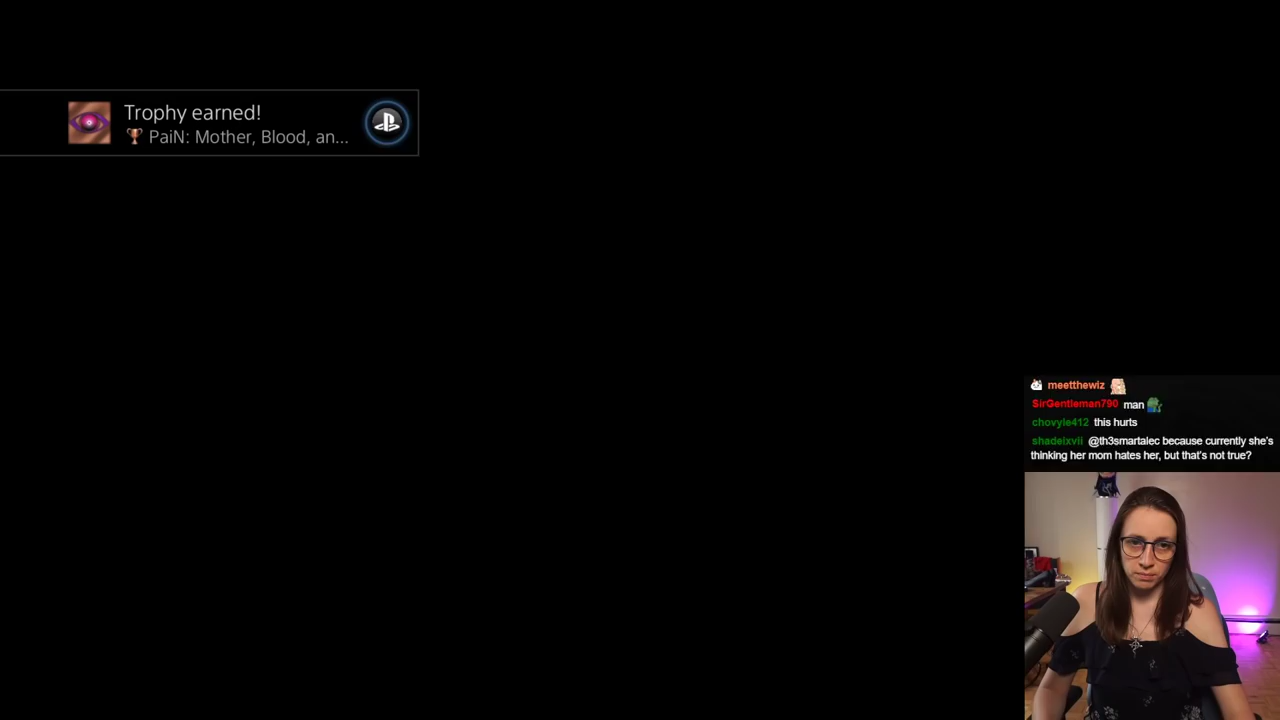 Trophy earned!
PaiN: Mother, Blood, an...
meetthewiz
SirGentleman790 man
chovyle412 this hurts
shadelxvii @th3smartalec because currently she's
thinking her mom hates her, but that's not true?